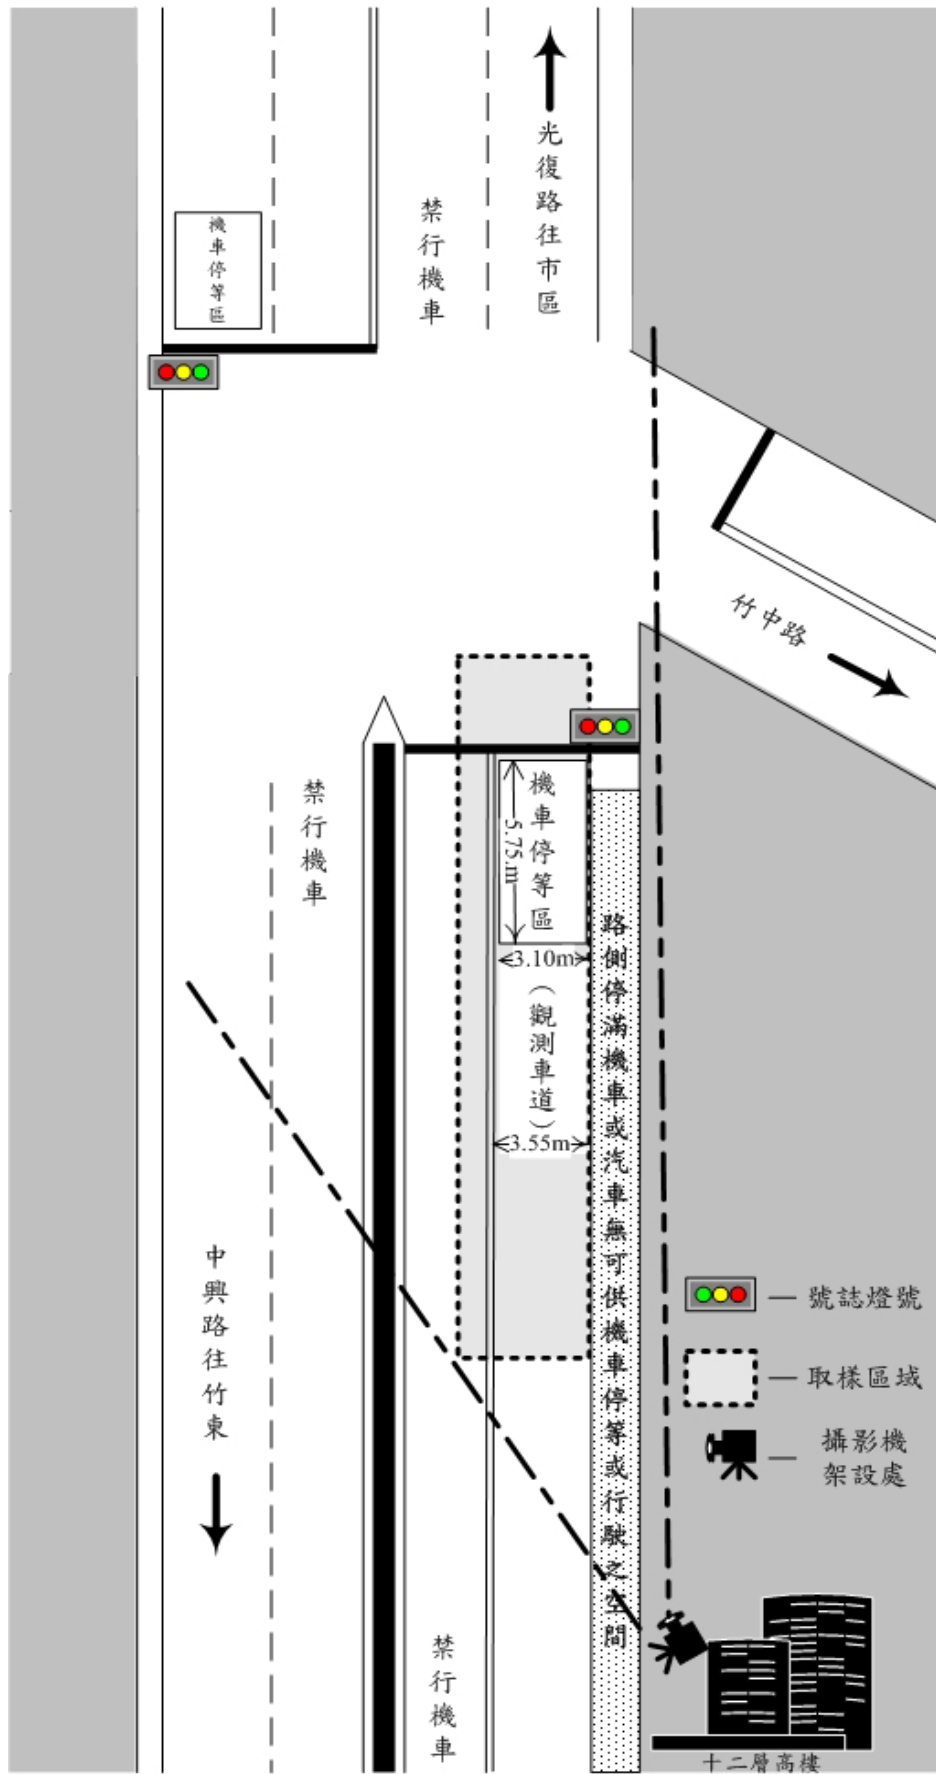 光復路往市區
禁行機車
機車停等區
竹中路
禁行機車
機車停等區
5.75.m
3.10m
（觀測車道）
3.55m
路側停滿機車或汽車無可供機車停等或行駛之空間
中興路往竹東
號誌燈號
取樣區域
攝影機
架設處
禁行機車
十二層高樓